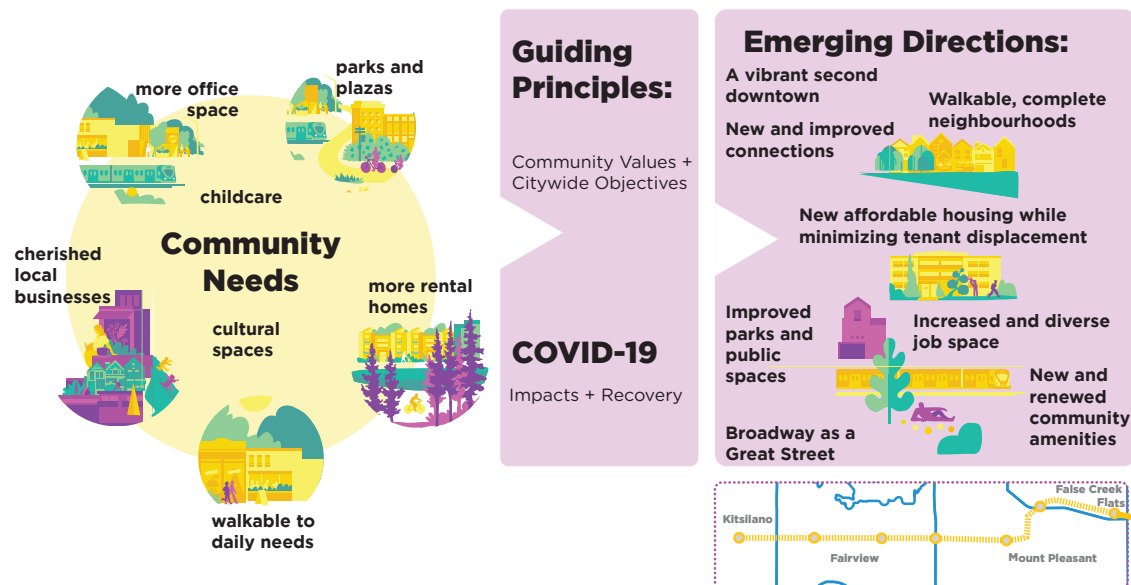 more office
space
parks and
plazas
childcare
Community
Needs
cherished
local
businesses
more rental
homes
cultural
spaces
walkable to
daily needs
Guiding
Principles:
Community Values +
Citywide Objectives
COVID-19
Impacts + Recovery
Emerging Directions:
A vibrant second
downtown
Walkable, complete
neighbourhoods
New and improved
connections
New affordable housing while
minimizing tenant displacement
Improved
parks and
public
spaces
Increased and diverse
job space
New and
renewed
community
amenities
Broadway as a
Great Street
False Creek
Flats
Kitsilano
Fairview
Mount Pleasant